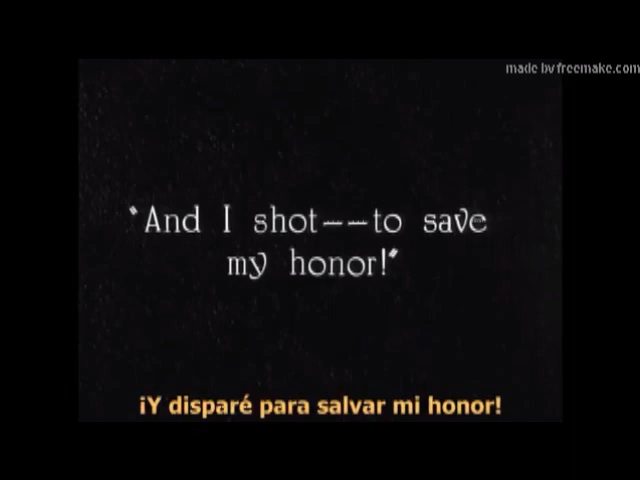 made by freemake.com
"And I shot--to save
my honor!"
¡Y disparé para salvar mi honor!